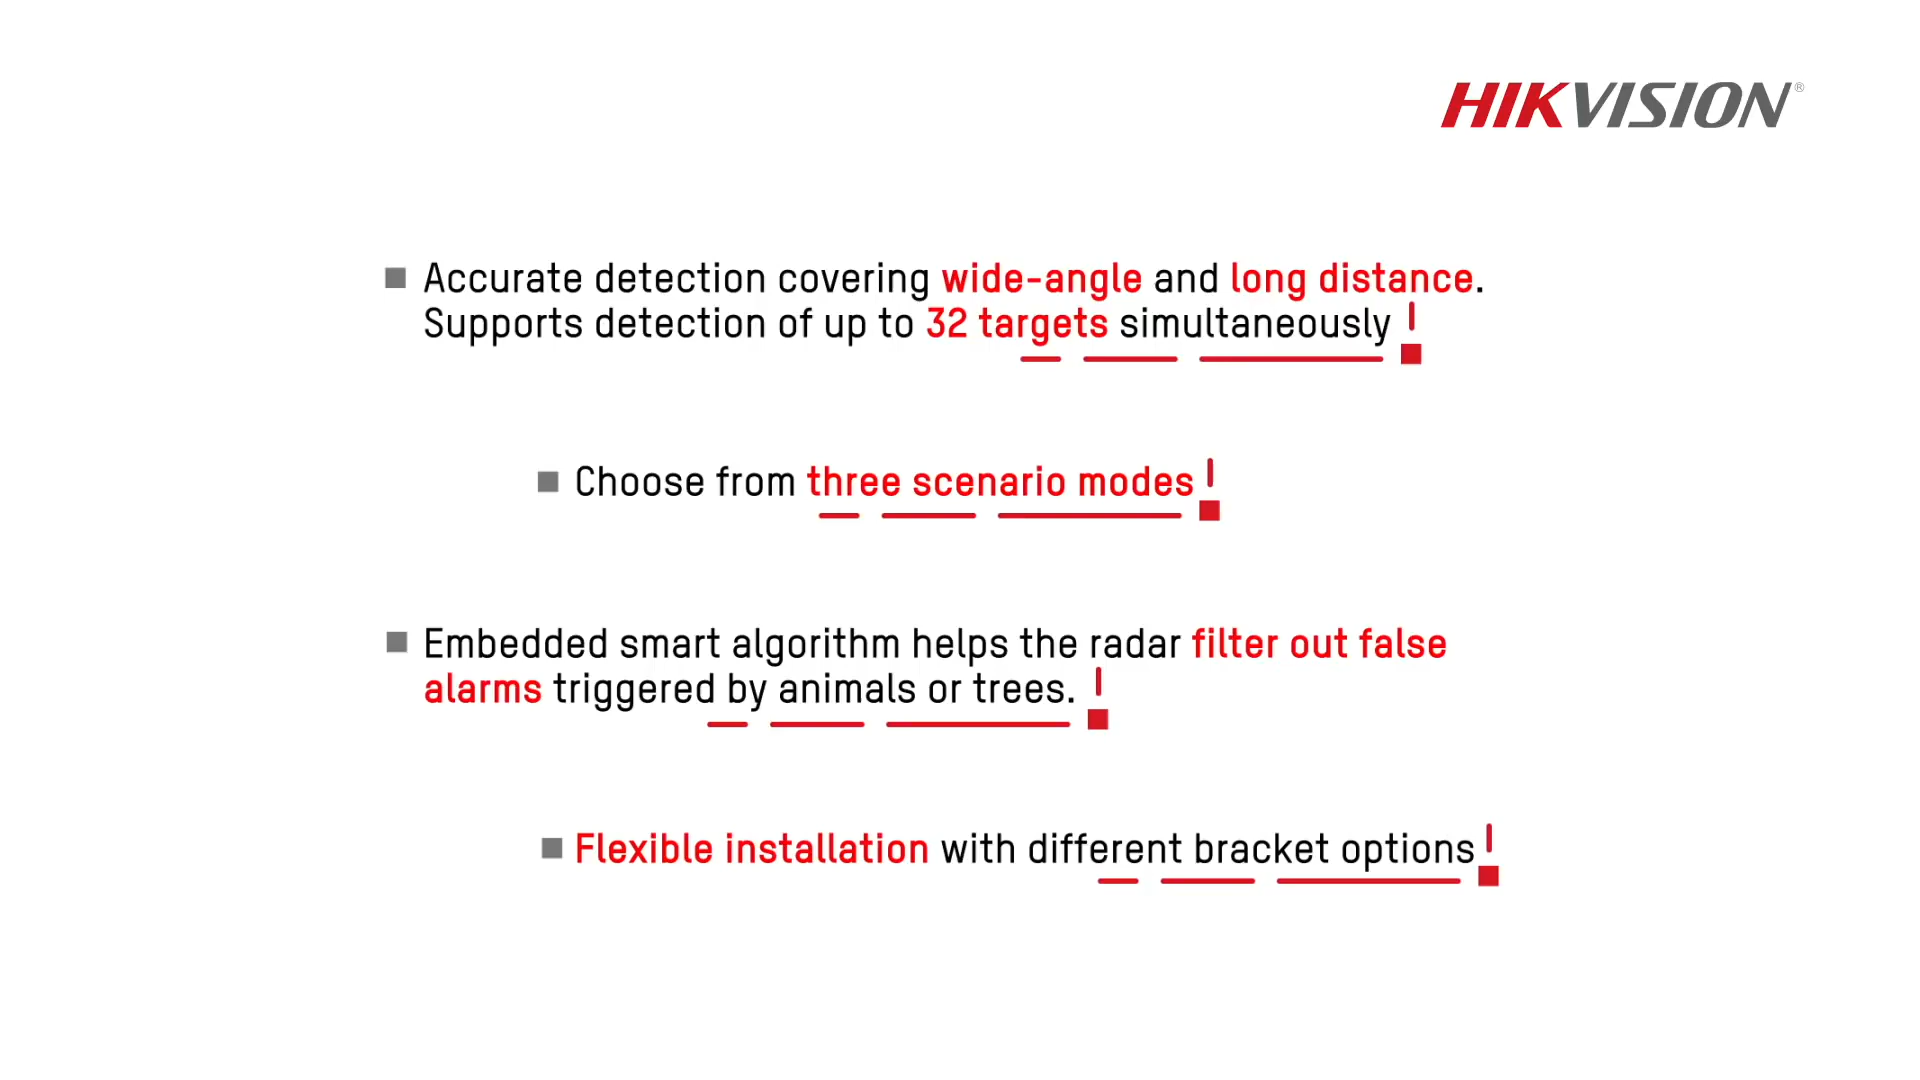 HIKVISION®
Accurate detection covering wide-angle and long distance.
Supports detection of up to 32 targets simultaneously
Choose from three scenario modes
Embedded smart algorithm helps the radar filter out false
alarms triggered by animals or trees.
Flexible installation with different bracket options